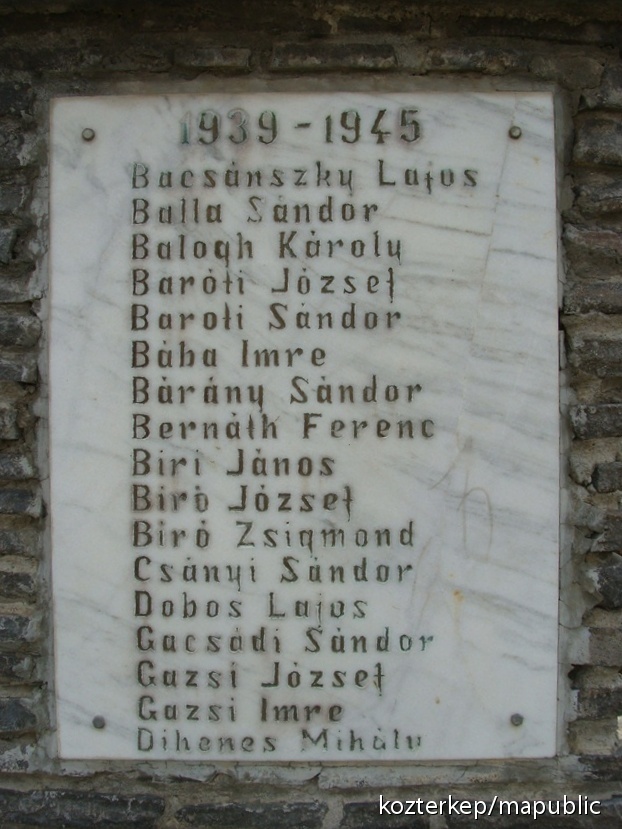 1939-1945
Bacsánszky Lajos
Balla Sándor
Balogh Károly
Baróti József
Baroti Sándor
Bába Imre
Bárány Sándor
Bernáth Ferenc
Biri János
Biró József
Biró Zsigmond
Csányi Sándor
Dobos Lajos
Gacsádi Sándor
Gazsi József
Gazsi Imre
Dihenes Mihály
kozterkep/mapublic